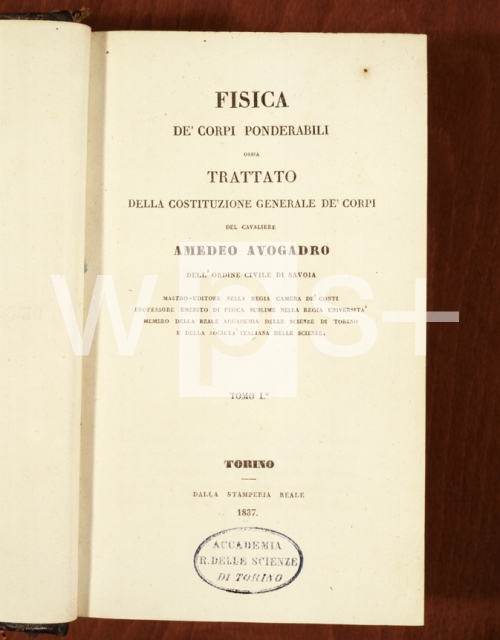 FISICA
DE' CORPI PONDERABILI
OSSIA
TRATTATO
DELLA COSTITUZIONE GENERALE DE' CORPI
DEL CAVALIERE
AMEDEO AVOGADRO
DELL' ORDINE CIVILE DI SAVOIA
MASTRO-UDITORE NELLA REGIA CAMERA DE' CONTI
PROFESSORE EMERITO DI FISICA SUBLIME NELLA REGIA UNIVERSITA'
MEMBRO DELLA REALE ACCADEMIA DELLE SCIENZE DI TORINO
E DELLA SOCIETA' ITALIANA DELLE SCIENZE.
wps+
TOMO I.°
TORINO
DALLA STAMPERIA REALE
1837.
ACCADEMIA
R. DELLE SCIENZE
DI TORINO